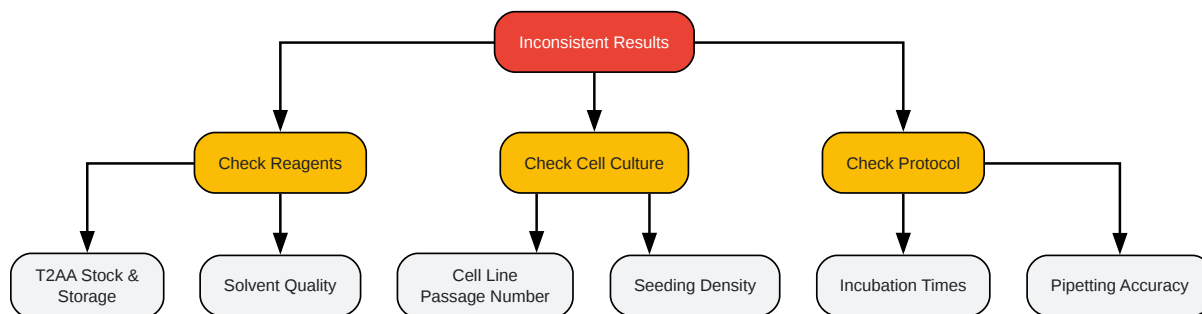 Inconsistent Results
Check Reagents
Check Cell Culture
Check Protocol
T2AA Stock &
Storage
Solvent Quality
Cell Line
Passage Number
Seeding Density
Incubation Times
Pipetting Accuracy